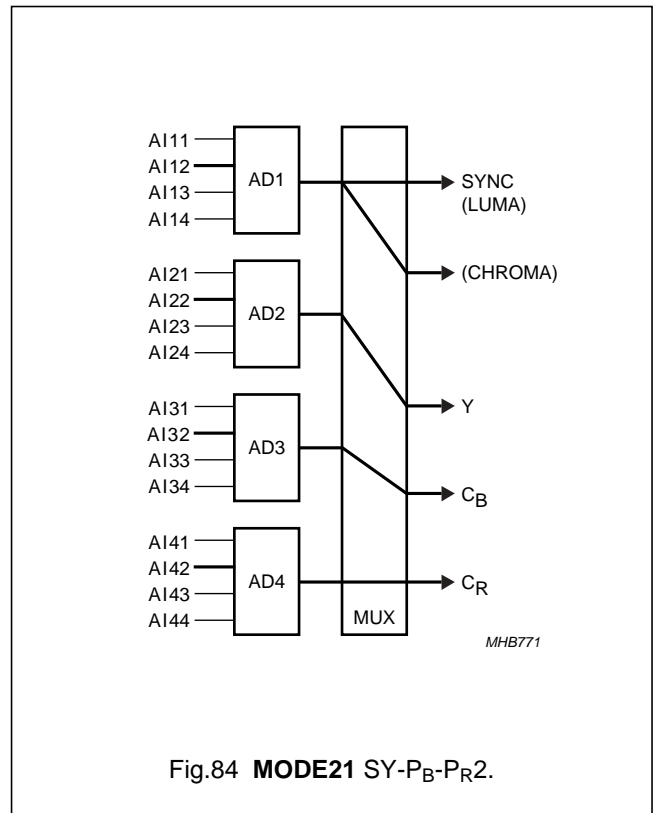 AI11
AI12
AI13
AI14
AD1
SYNC
(LUMA)
(CHROMA)
AI21
AI22
AI23
AI24
AD2
Y
AI31
AI32
AI33
AI34
AD3
CB
AI41
AI42
AI43
AI44
AD4
CR
MUX
MHB771
Fig.84 MODE21 SY-PB-PR2.